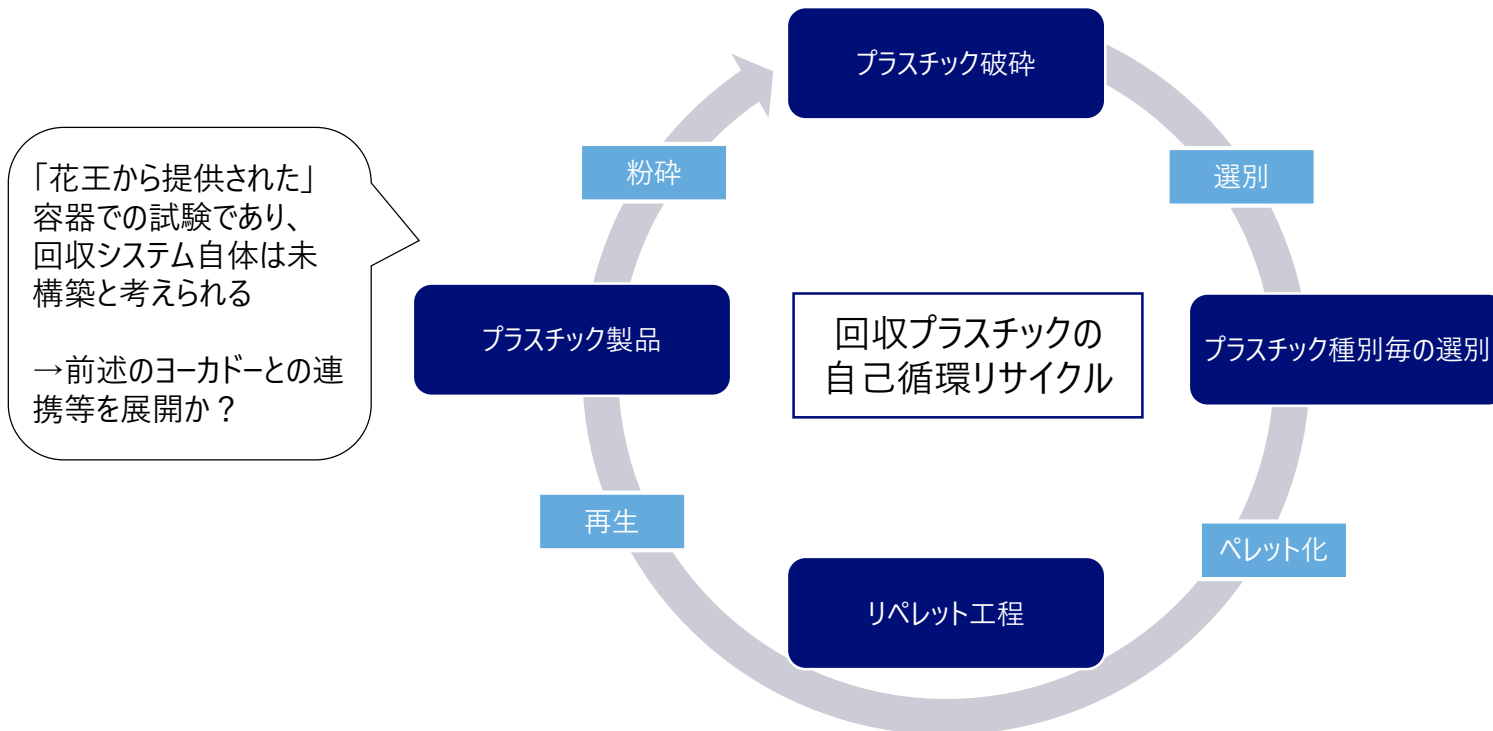 プラスチック破砕
粉砕
選別
「花王から提供された」
容器での試験であり、
回収システム自体は未
構築と考えられる
→前述のヨーカドーとの連
携等を展開か？
プラスチック製品
回収プラスチックの
自己循環リサイクル
プラスチック種別毎の選別
再生
ペレット化
リペレット工程